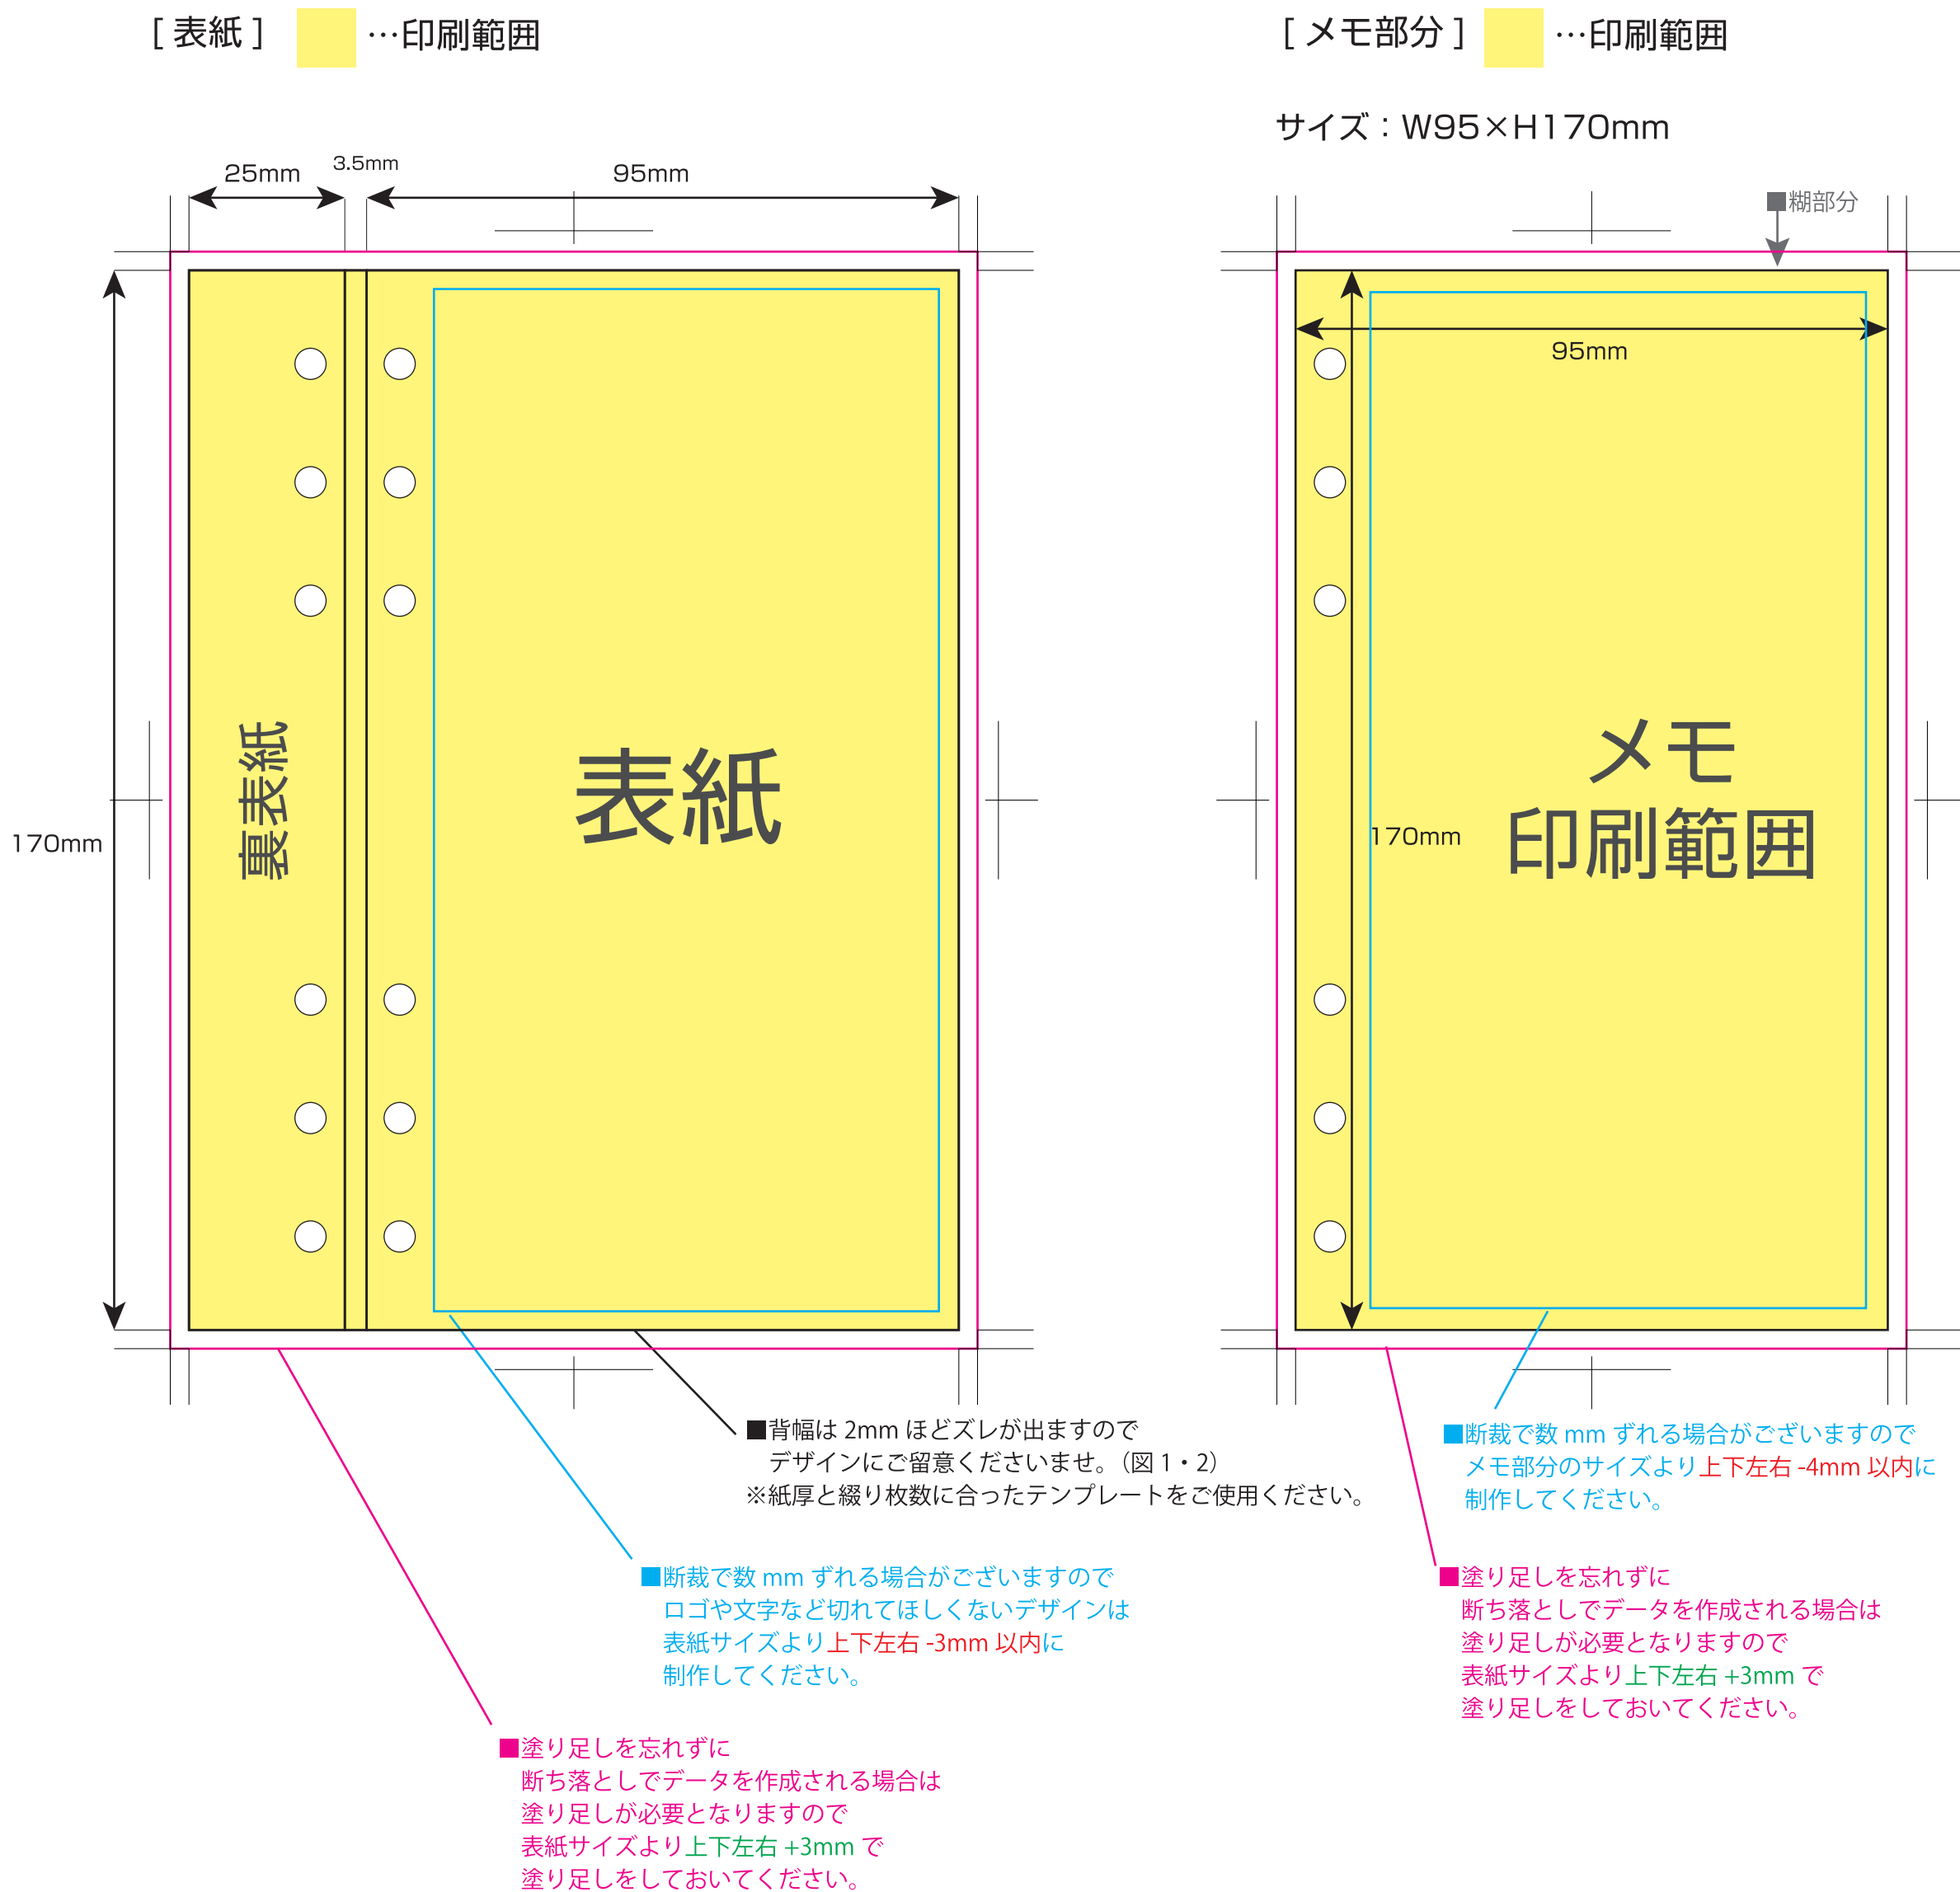 [ 表紙 ]
…印刷範囲
25mm
3.5mm
95mm
170mm
裏表紙
表紙
■背幅は 2mm ほどズレが出ますので
デザインにご留意くださいませ。（図 1・2）
※紙厚と綴り枚数に合ったテンプレートをご使用ください。
■断裁で数 mm ずれる場合がございますので
ロゴや文字など切れてほしくないデザインは
表紙サイズより上下左右 -3mm 以内に
制作してください。
■塗り足しを忘れずに
断ち落としでデータを作成される場合は
塗り足しが必要となりますので
表紙サイズより上下左右 +3mm で
塗り足しをしておいてください。
[ メモ部分 ]
…印刷範囲
サイズ：W95×H170mm
■糊部分
95mm
メモ
印刷範囲
170mm
■断裁で数 mm ずれる場合がございますので
メモ部分のサイズより上下左右 -4mm 以内に
制作してください。
■塗り足しを忘れずに
断ち落としでデータを作成される場合は
塗り足しが必要となりますので
表紙サイズより上下左右 +3mm で
塗り足しをしておいてください。